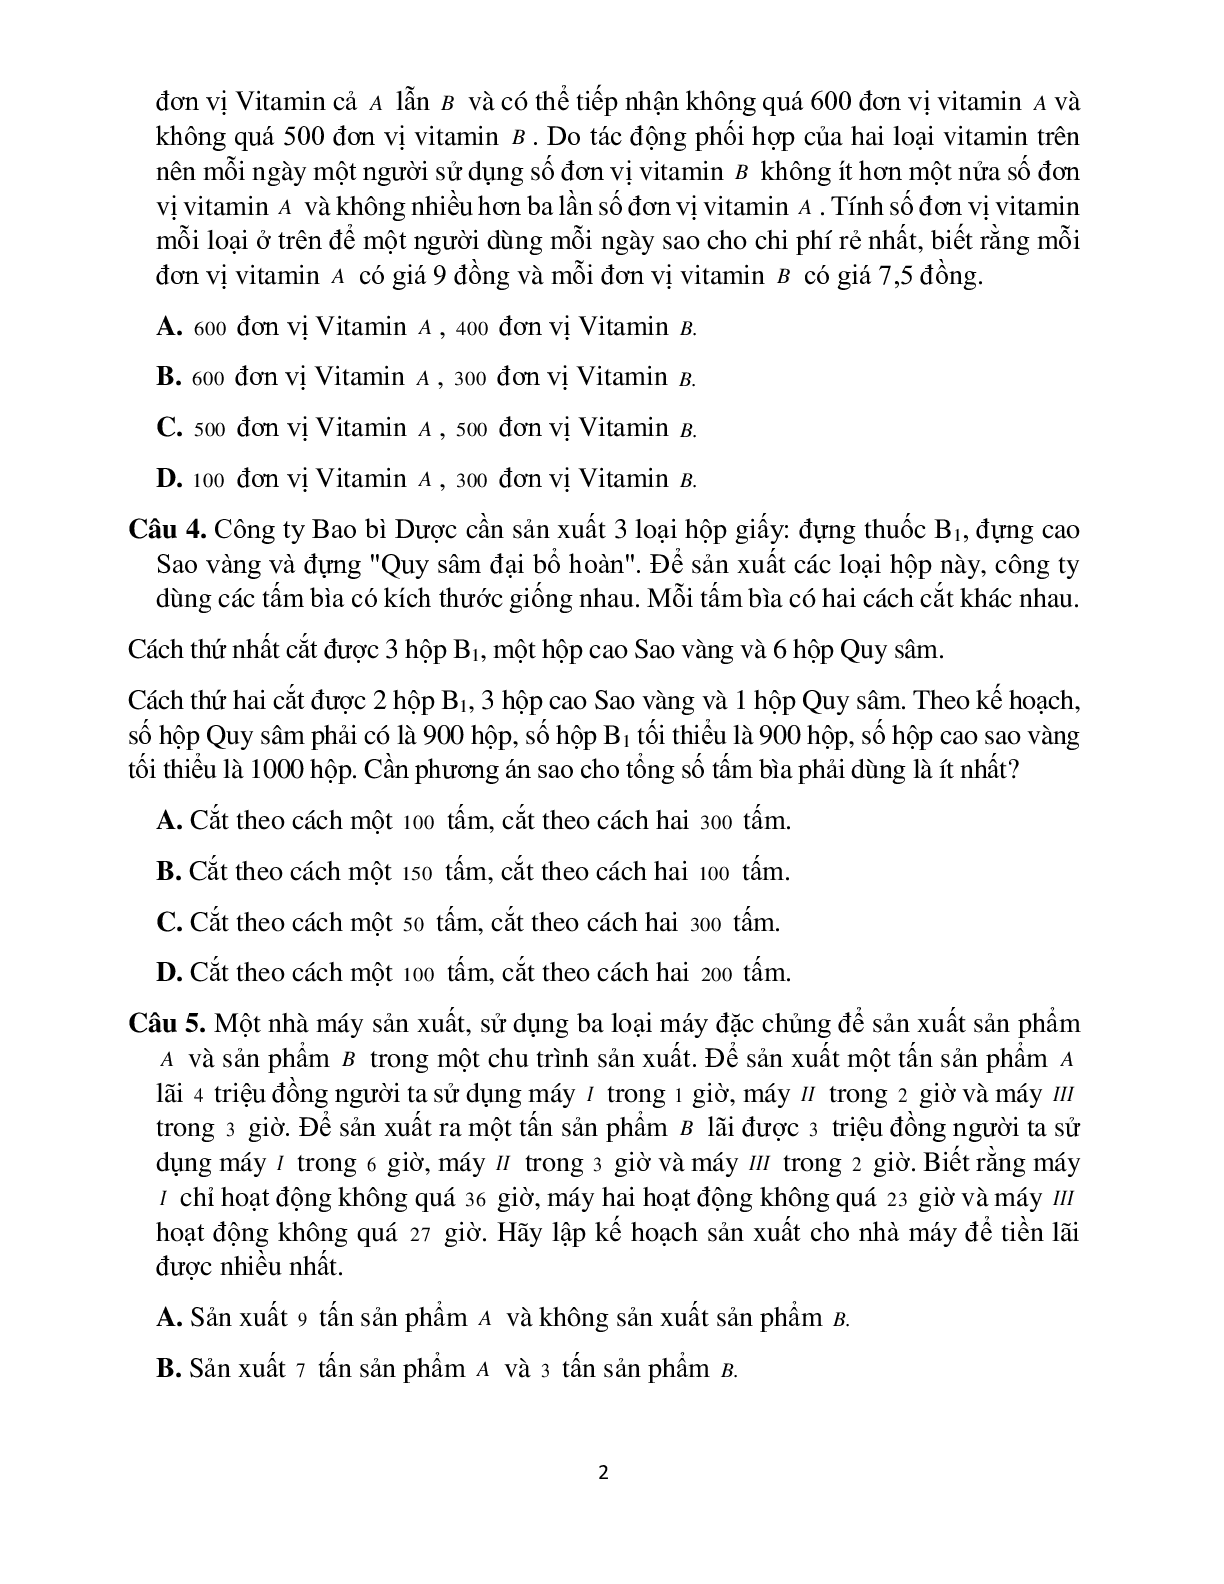 đơn vị Vitamin cả A lẫn B và có thể tiếp nhận không quá 600 đơn vị vitamin A và
không quá 500 đơn vị vitamin B . Do tác động phối hợp của hai loại vitamin trên
nên mỗi ngày một người sử dụng số đơn vị vitamin B không ít hơn một nửa số đơn
vị vitamin A và không nhiều hơn ba lần số đơn vị vitamin A . Tính số đơn vị vitamin
mỗi loại ở trên để một người dùng mỗi ngày sao cho chi phí rẻ nhất, biết rằng mỗi
đơn vị vitamin A có giá 9 đồng và mỗi đơn vị vitamin B có giá 7,5 đồng.
A. 600 đơn vị Vitamin A , 400 đơn vị Vitamin B.
B. 600 đơn vị Vitamin A , 300 đơn vị Vitamin B.
C. 500 đơn vị Vitamin A , 500 đơn vị Vitamin B.
D. 100 đơn vị Vitamin A , 300 đơn vị Vitamin B.
Câu 4. Công ty Bao bì Dược cần sản xuất 3 loại hộp giấy: đựng thuốc B1, đựng cao
Sao vàng và đựng "Quy sâm đại bổ hoàn". Để sản xuất các loại hộp này, công ty
dùng các tấm bìa có kích thước giống nhau. Mỗi tấm bìa có hai cách cắt khác nhau.
Cách thứ nhất cắt được 3 hộp B1, một hộp cao Sao vàng và 6 hộp Quy sâm.
Cách thứ hai cắt được 2 hộp B1, 3 hộp cao Sao vàng và 1 hộp Quy sâm. Theo kế hoạch,
số hộp Quy sâm phải có là 900 hộp, số hộp B1 tối thiểu là 900 hộp, số hộp cao sao vàng
tối thiểu là 1000 hộp. Cần phương án sao cho tổng số tấm bìa phải dùng là ít nhất?
A. Cắt theo cách một 100 tấm, cắt theo cách hai 300 tấm.
B. Cắt theo cách một 150 tấm, cắt theo cách hai 100 tấm.
C. Cắt theo cách một 50 tấm, cắt theo cách hai 300 tấm.
D. Cắt theo cách một 100 tấm, cắt theo cách hai 200 tấm.
Câu 5. Một nhà máy sản xuất, sử dụng ba loại máy đặc chủng để sản xuất sản phẩm
A và sản phẩm B trong một chu trình sản xuất. Để sản xuất một tấn sản phẩm A
lãi 4 triệu đồng người ta sử dụng máy I trong 1 giờ, máy II trong 2 giờ và máy III
trong 3 giờ. Để sản xuất ra một tấn sản phẩm B lãi được 3 triệu đồng người ta sử
dụng máy I trong 6 giờ, máy II trong 3 giờ và máy III trong 2 giờ. Biết rằng máy
I chỉ hoạt động không quá 36 giờ, máy hai hoạt động không quá 23 giờ và máy III
hoạt động không quá 27 giờ. Hãy lập kế hoạch sản xuất cho nhà máy để tiền lãi
được nhiều nhất.
A. Sản xuất 9 tấn sản phẩm A và không sản xuất sản phẩm B.
B. Sản xuất 7 tấn sản phẩm A và 3 tấn sản phẩm B.
2